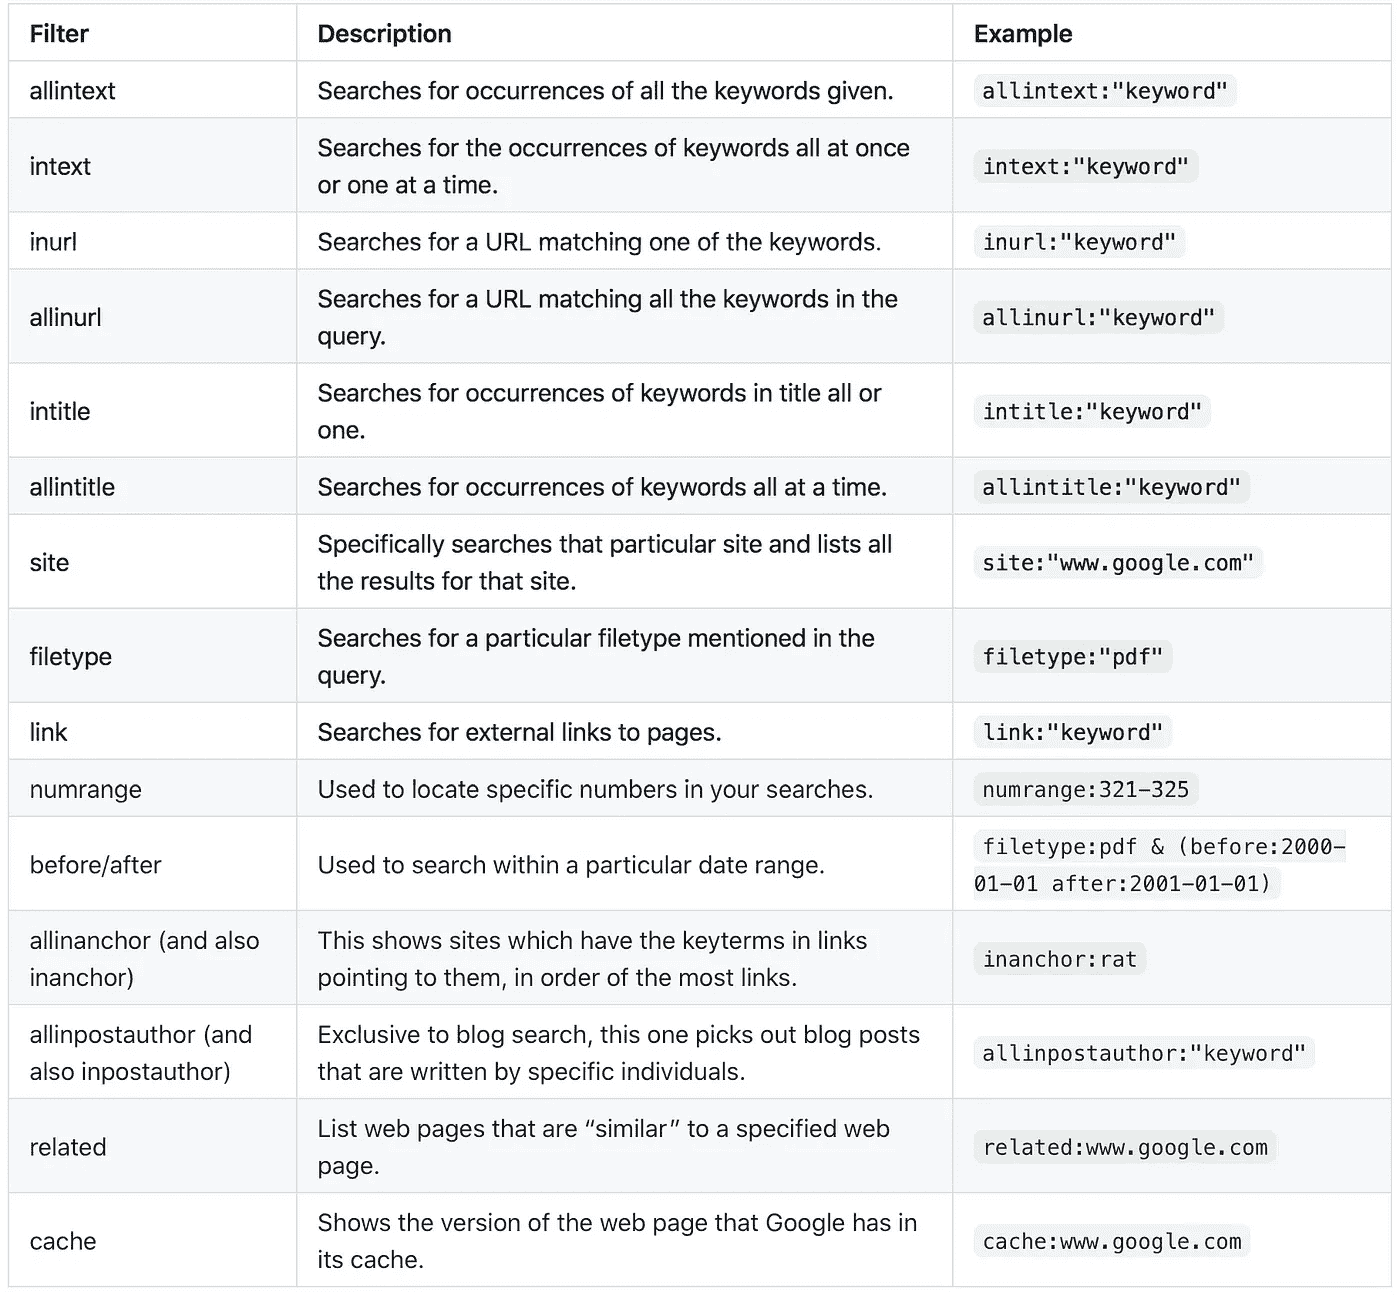 Filter Description Example
allintext Searches for occurrences of all the keywords given. allintext:"keyword"
intext Searches for the occurrences of keywords all at once
or one at a time. intext:"keyword"
inurl Searches for a URL matching one of the keywords. inurl:"keyword"
allinurl Searches for a URL matching all the keywords in the
query. allinurl:"keyword"
intitle Searches for occurrences of keywords in title all or
one. intitle:"keyword"
allintitle Searches for occurrences of keywords all at a time. allintitle:"keyword"
site Specifically searches that particular site and lists all
the results for that site. site:"www.google.com"
filetype Searches for a particular filetype mentioned in the
query. filetype:"pdf"
link Searches for external links to pages. link:"keyword"
numrange Used to locate specific numbers in your searches. numrange:321-325
before/after Used to search within a particular date range. filetype:pdf & (before:2000-
01-01 after:2001-01-01)
allinanchor (and also
inanchor) This shows sites which have the keyterms in links
pointing to them, in order of the most links. inanchor:rat
allinpostauthor (and
also inpostauthor) Exclusive to blog search, this one picks out blog posts
that are written by specific individuals. allinpostauthor:"keyword"
related List web pages that are “similar” to a specified web
page. related:www.google.com
cache Shows the version of the web page that Google has in
its cache. cache:www.google.com